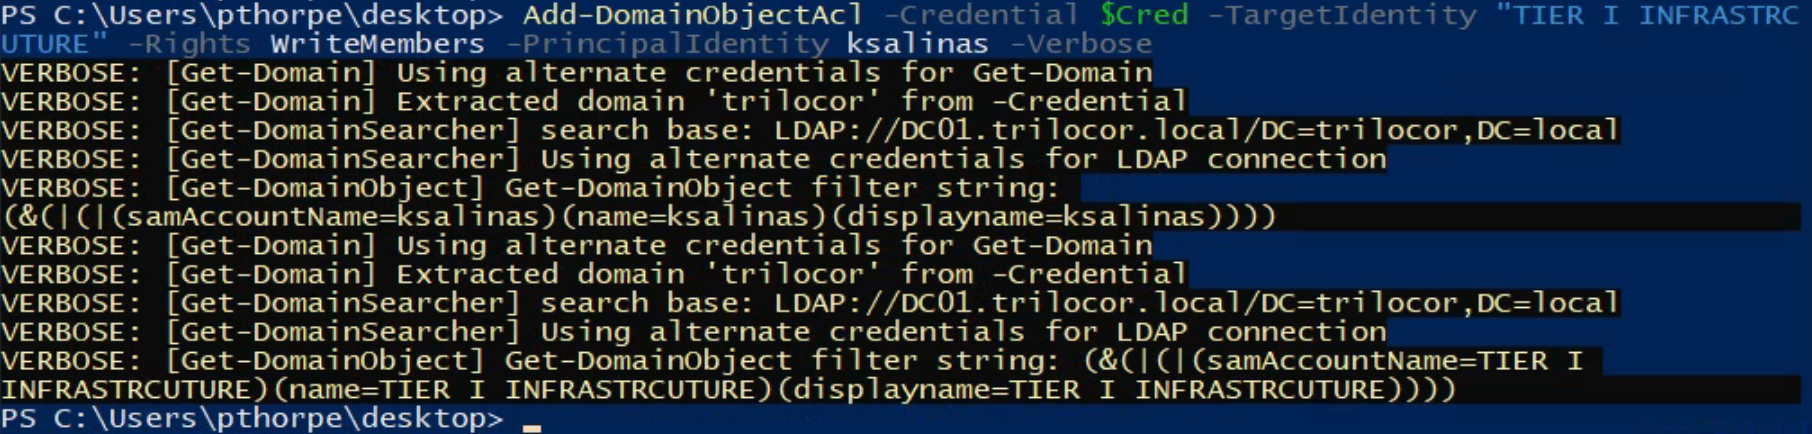 PS C:\Users\pthorpe\desktop> Add-DomainObjectAcl -Credential $Cred -TargetIdentity "TIER I INFRASTRC
UTURE" -Rights WriteMembers -PrincipalIdentity ksalinas -Verbose
VERBOSE: [Get-Domain] Using alternate credentials for Get-Domain
VERBOSE: [Get-Domain] Extracted domain 'trilocor' from -Credential
VERBOSE: [Get-DomainSearcher] search base: LDAP://DC01.trilocor.local/DC=trilocor,DC=local
VERBOSE: [Get-DomainSearcher] Using alternate credentials for LDAP connection
VERBOSE: [Get-DomainObject] Get-DomainObject filter string:
(&(|(|(samAccountName=ksalinas)(name=ksalinas)(displayname=ksalinas))))
VERBOSE: [Get-Domain] Using alternate credentials for Get-Domain
VERBOSE: [Get-Domain] Extracted domain 'trilocor' from -Credential
VERBOSE: [Get-DomainSearcher] search base: LDAP://DC01.trilocor.local/DC=trilocor,DC=local
VERBOSE: [Get-DomainSearcher] Using alternate credentials for LDAP connection
VERBOSE: [Get-DomainObject] Get-DomainObject filter string: (&(|(|(samAccountName=TIER I
INFRASTRCUTURE)(name=TIER I INFRASTRCUTURE)(displayname=TIER I INFRASTRCUTURE))))
PS C:\Users\pthorpe\desktop>